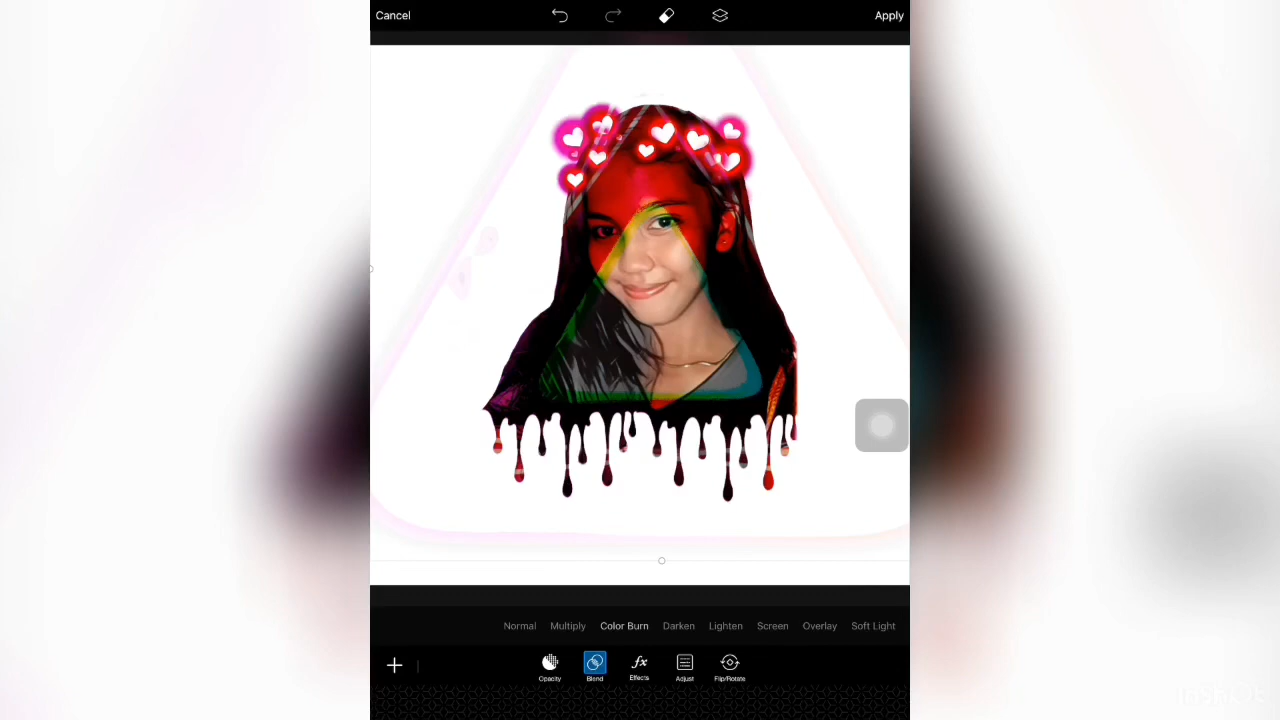 Cancel
Apply
Normal Multiply Color Burn Darken Lighten Screen Overlay Soft Light
Opacity Blend Effects Adjust Flip/Rotate